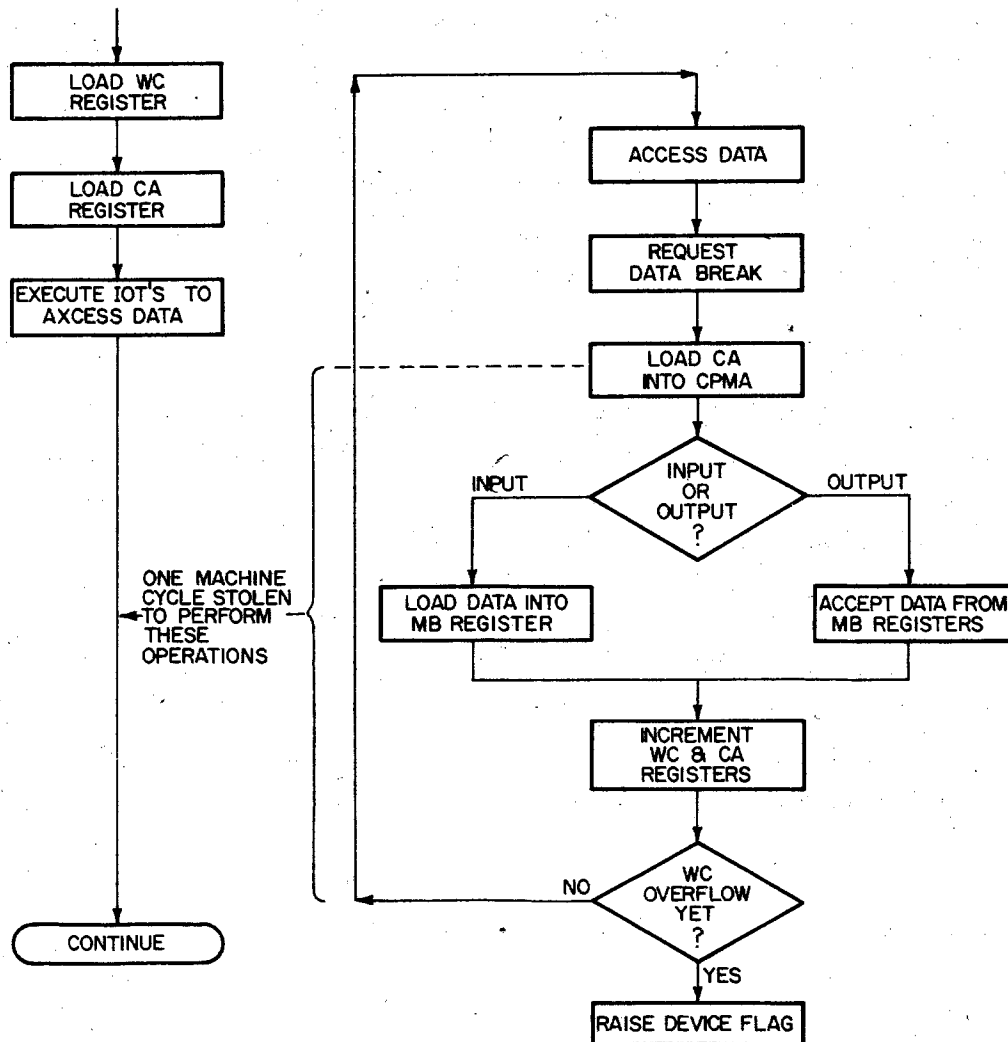 LOAD WC
REGISTER
LOAD CA
REGISTER
EXECUTE IOT'S TO
AXCESS DATA
ONE MACHINE
CYCLE STOLEN
TO PERFORM
THESE
OPERATIONS
CONTINUE
ACCESS DATA
REQUEST
DATA BREAK
LOAD CA
INTO CPMA
INPUT
OR
OUTPUT
?
INPUT
OUTPUT
LOAD DATA INTO
MB REGISTER
ACCEPT DATA FROM
MB REGISTERS
INCREMENT
WC & CA
REGISTERS
WC
OVERFLOW
YET
?
NO
YES
RAISE DEVICE FLAG